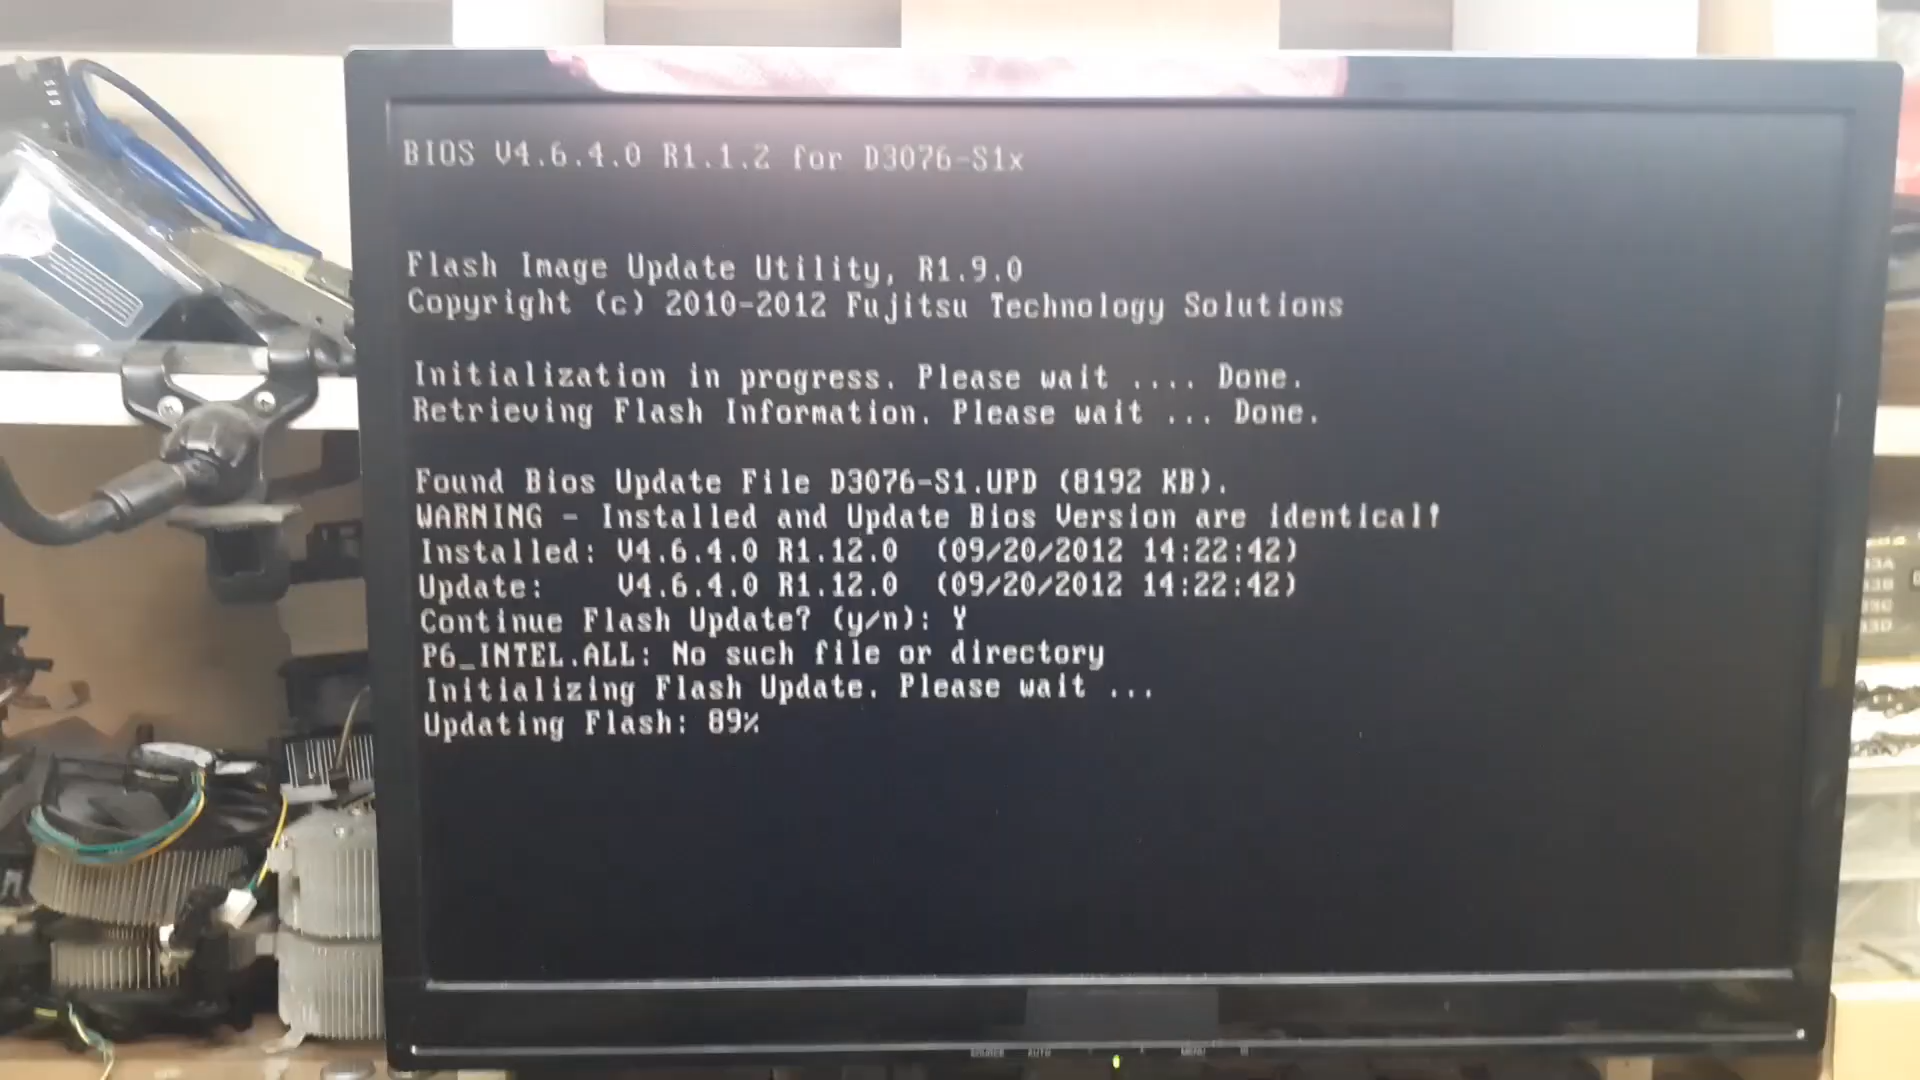 BIOS V4.6.4.0 R1.1.2 for D3076-S1x
Flash Image Update Utility, R1.9.0
Copyright (c) 2010-2012 Fujitsu Technology Solutions
Initialization in progress. Please wait .... Done.
Retrieving Flash Information. Please wait ... Done.
Found Bios Update File D3076-S1.UPD (8192 KB).
WARNING - Installed and Update Bios Version are identical!
Installed: V4.6.4.0 R1.12.0 (09/20/2012 14:22:42)
Update: V4.6.4.0 R1.12.0 (09/20/2012 14:22:42)
Continue Flash Update? (y/n): Y
P6_INTEL.ALL: No such file or directory
Initializing Flash Update. Please wait ...
Updating Flash: 89%
SOURCE AUTO MENU